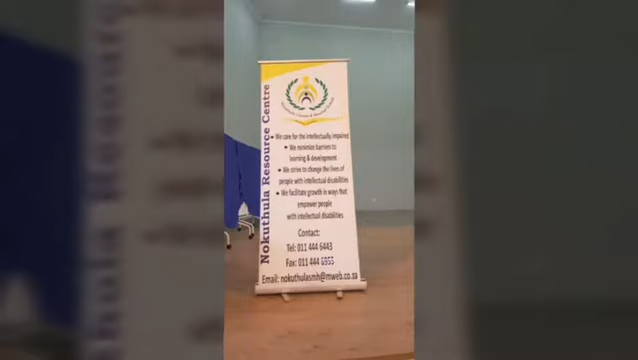 Nokuthula Resource Centre
• We care for the intellectually impaired
• We minimize barriers to
learning & development
• We strive to change the lives of
people with intellectual disabilities
• We facilitate growth in ways that
empower people
with intellectual disabilities
Contact:
Tel: 011 444 6443
Fax: 011 444 6955
Email: nokuthulasmh@mweb.co.za